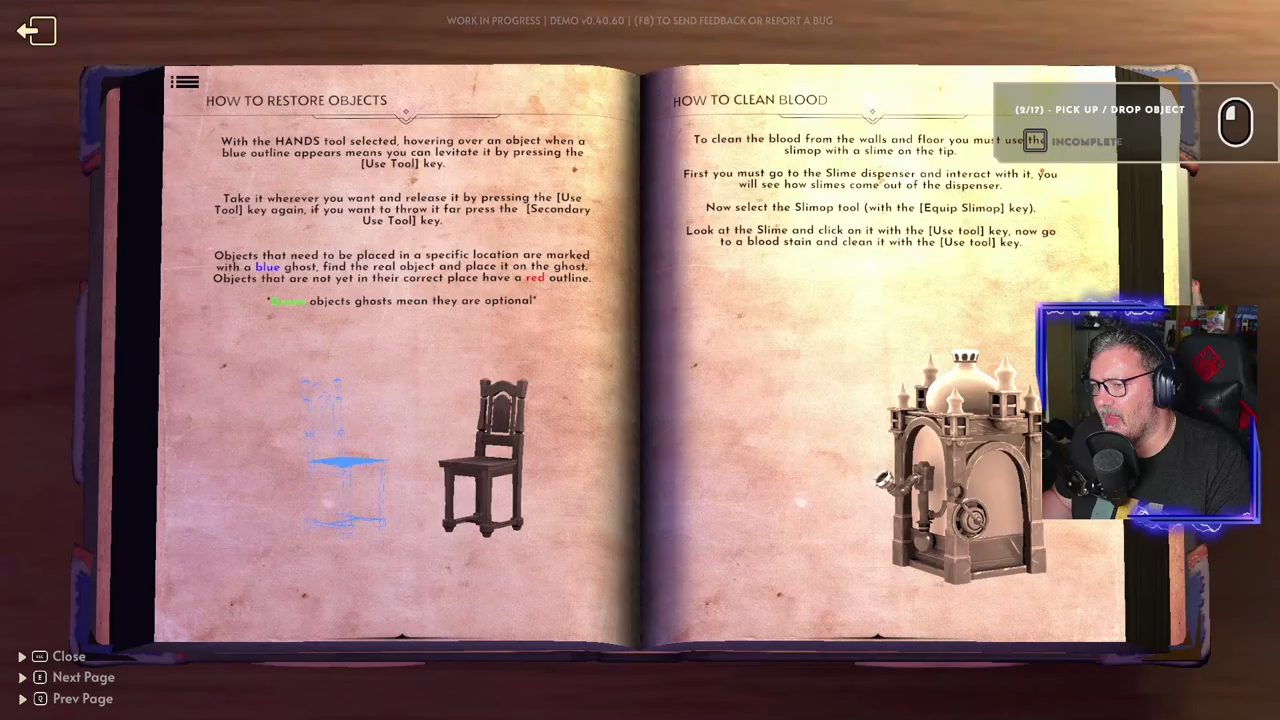 WORK IN PROGRESS | DEMO v0.40.60 | (F8) TO SEND FEEDBACK OR REPORT A BUG
HOW TO RESTORE OBJECTS
With the HANDS tool selected, hovering over an object when a
blue outline appears means you can levitate it by pressing the
[Use Tool] key.
Take it wherever you want and release it by pressing the [Use
Tool] key again, if you want to throw it far press the [Secondary
Use Tool] key.
Objects that need to be placed in a specific location are marked
with a blue ghost, find the real object and place it on the ghost.
Objects that are not yet in their correct place have a red outline.
"Green objects ghosts mean they are optional"
HOW TO CLEAN BLOOD
To clean the blood from the walls and floor you must use the
slimop with a slime on the tip.
First you must go to the Slime dispenser and interact with it, you
will see how slimes come out of the dispenser.
Now select the Slimop tool (with the [Equip Slimop] key).
Look at the Slime and click on it with the [Use tool] key, now go
to a blood stain and clean it with the [Use tool] key.
(2/17) - PICK UP / DROP OBJECT
INCOMPLETE
ESC Close
E Next Page
Q Prev Page